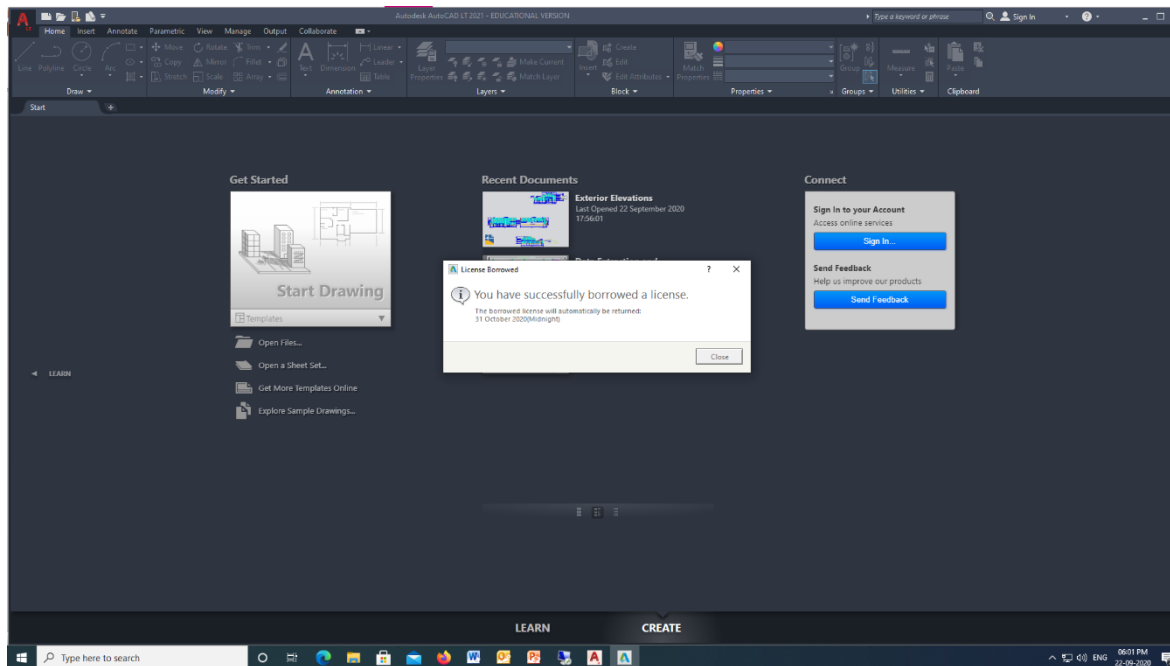 Autodesk AutoCAD LT 2021 - EDUCATIONAL VERSION
Type a keyword or phrase
Sign In
Home Insert Annotate Parametric View Manage Output Collaborate
Line Polyline Circle Arc
Move Rotate Trim
Copy Mirror Fillet
Stretch Scale Array
Text Dimension
Linear
Leader
Table
Layer
Properties
Make Current
Match Layer
Insert
Create
Edit
Edit Attributes
Match
Properties
Group
Measure
Paste
Draw Modify Annotation Layers Block Properties Groups Utilities Clipboard
Start
Get Started
Start Drawing
Templates
Open Files...
Open a Sheet Set...
Get More Templates Online
Explore Sample Drawings...
LEARN
Recent Documents
Exterior Elevations
Last Opened 22 September 2020
17:56:01
License Borrowed
You have successfully borrowed a license.
The borrowed license will automatically be returned:
31 October 2020(Midnight)
Close
Connect
Sign In to your Account
Access online services
Sign In...
Send Feedback
Help us improve our products
Send Feedback
LEARN CREATE
Type here to search
ENG
06:01 PM
22-09-2020